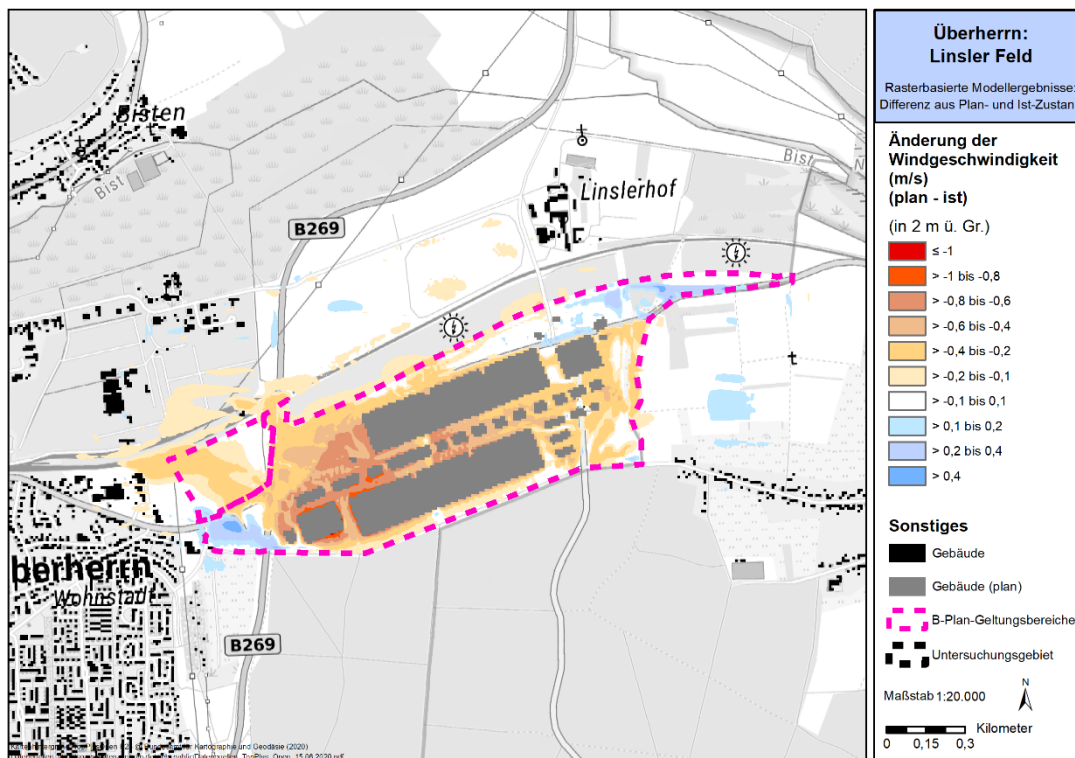 Bisten
Bist
B269
Linslerhof
Bist
N
berherrn
Wohnstadt
B269
Überherrn:
Linsler Feld
Rasterbasierte Modellergebnisse:
Differenz aus Plan- und Ist-Zustan
Änderung der
Windgeschwindigkeit
(m/s)
(plan - ist)
(in 2 m ü. Gr.)
≤ -1
> -1 bis -0,8
> -0,8 bis -0,6
> -0,6 bis -0,4
> -0,4 bis -0,2
> -0,2 bis -0,1
> -0,1 bis 0,1
> 0,1 bis 0,2
> 0,2 bis 0,4
> 0,4
Sonstiges
Gebäude
Gebäude (plan)
B-Plan-Geltungsbereiche
Untersuchungsgebiet
Maßstab 1:20.000
N
Kilometer
0 0,15 0,3
Kartographie und Geodäsie (2020)